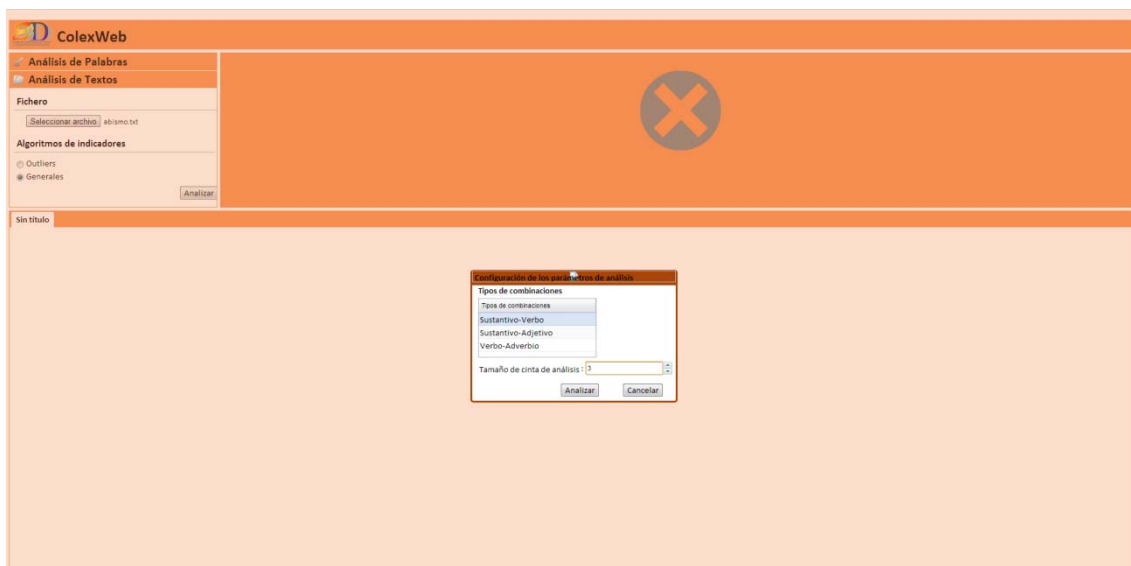 ColexWeb
Análisis de Palabras
Análisis de Textos
Fichero
Seleccionar archivo abismo.txt
Algoritmos de indicadores
Outliers
Generales
Analizar
Sin título
Configuración de los parámetros de análisis
Tipos de combinaciones
Tipos de combinaciones
Sustantivo-Verbo
Sustantivo-Adjetivo
Verbo-Adverbio
Tamaño de cinta de análisis : 3
Analizar Cancelar